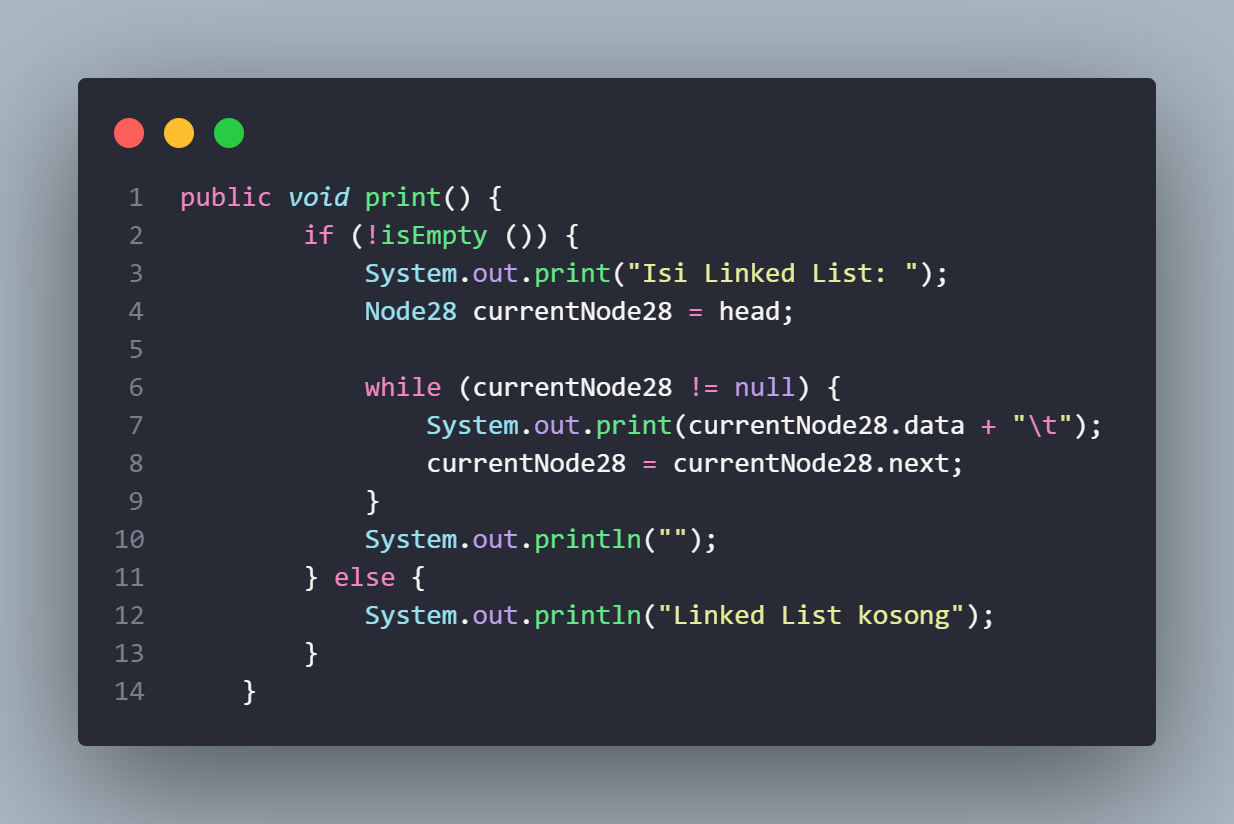 1 public void print() {
2         if (!isEmpty ()) {
3             System.out.print("Isi Linked List: ");
4             Node28 currentNode28 = head;
5
6             while (currentNode28 != null) {
7                 System.out.print(currentNode28.data + "\t");
8                 currentNode28 = currentNode28.next;
9             }
10             System.out.println("");
11         } else {
12             System.out.println("Linked List kosong");
13         }
14     }